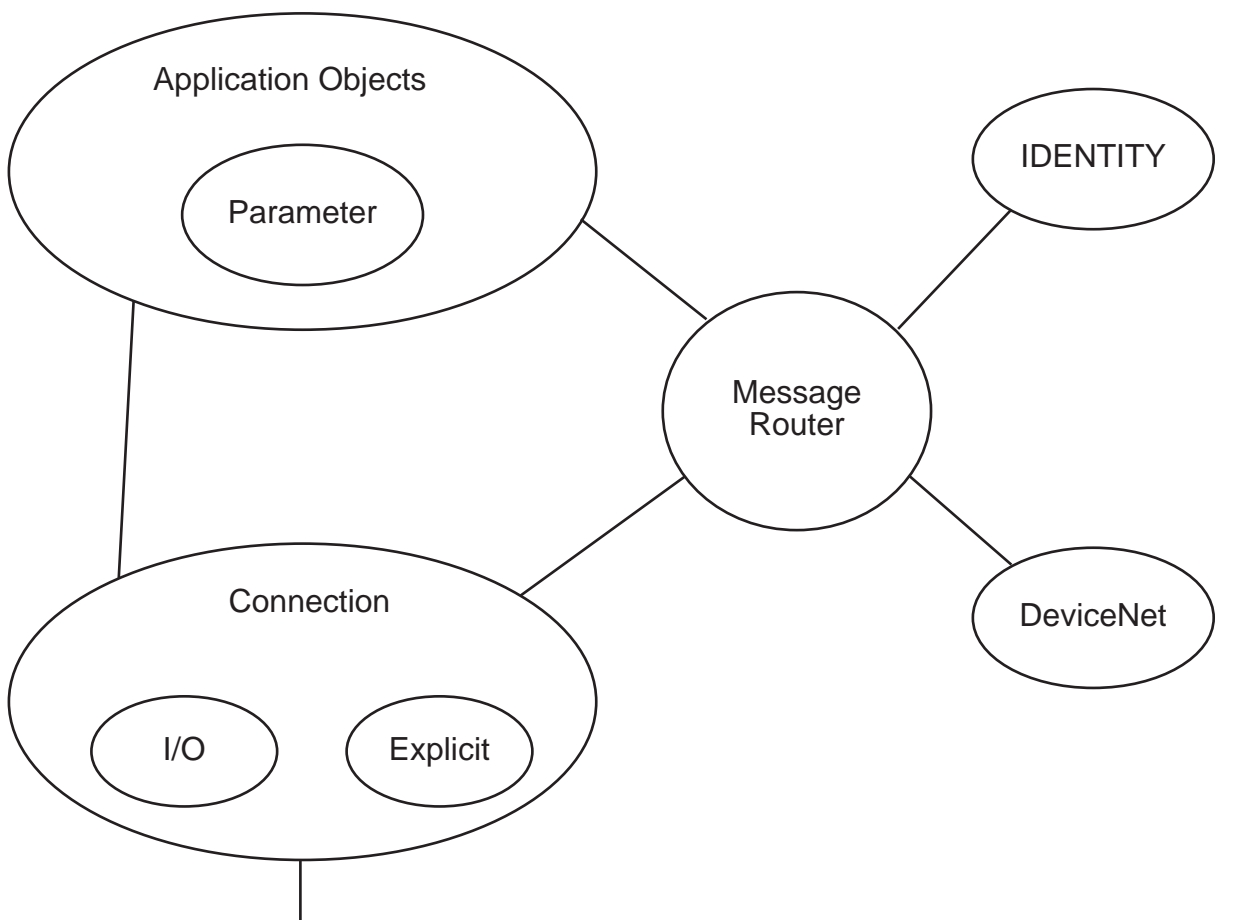 Application Objects
Parameter
IDENTITY
Message
Router
Connection
I/O
Explicit
DeviceNet